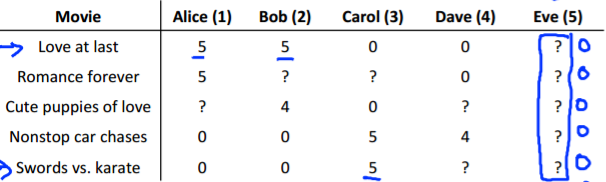 Movie Alice (1) Bob (2) Carol (3) Dave (4) Eve (5)
Love at last 5 5 0 0 ? 0
Romance forever 5 ? ? 0 ? 0
Cute puppies of love ? 4 0 ? ? 0
Nonstop car chases 0 0 5 4 ? 0
Swords vs. karate 0 0 5 ? ? 0